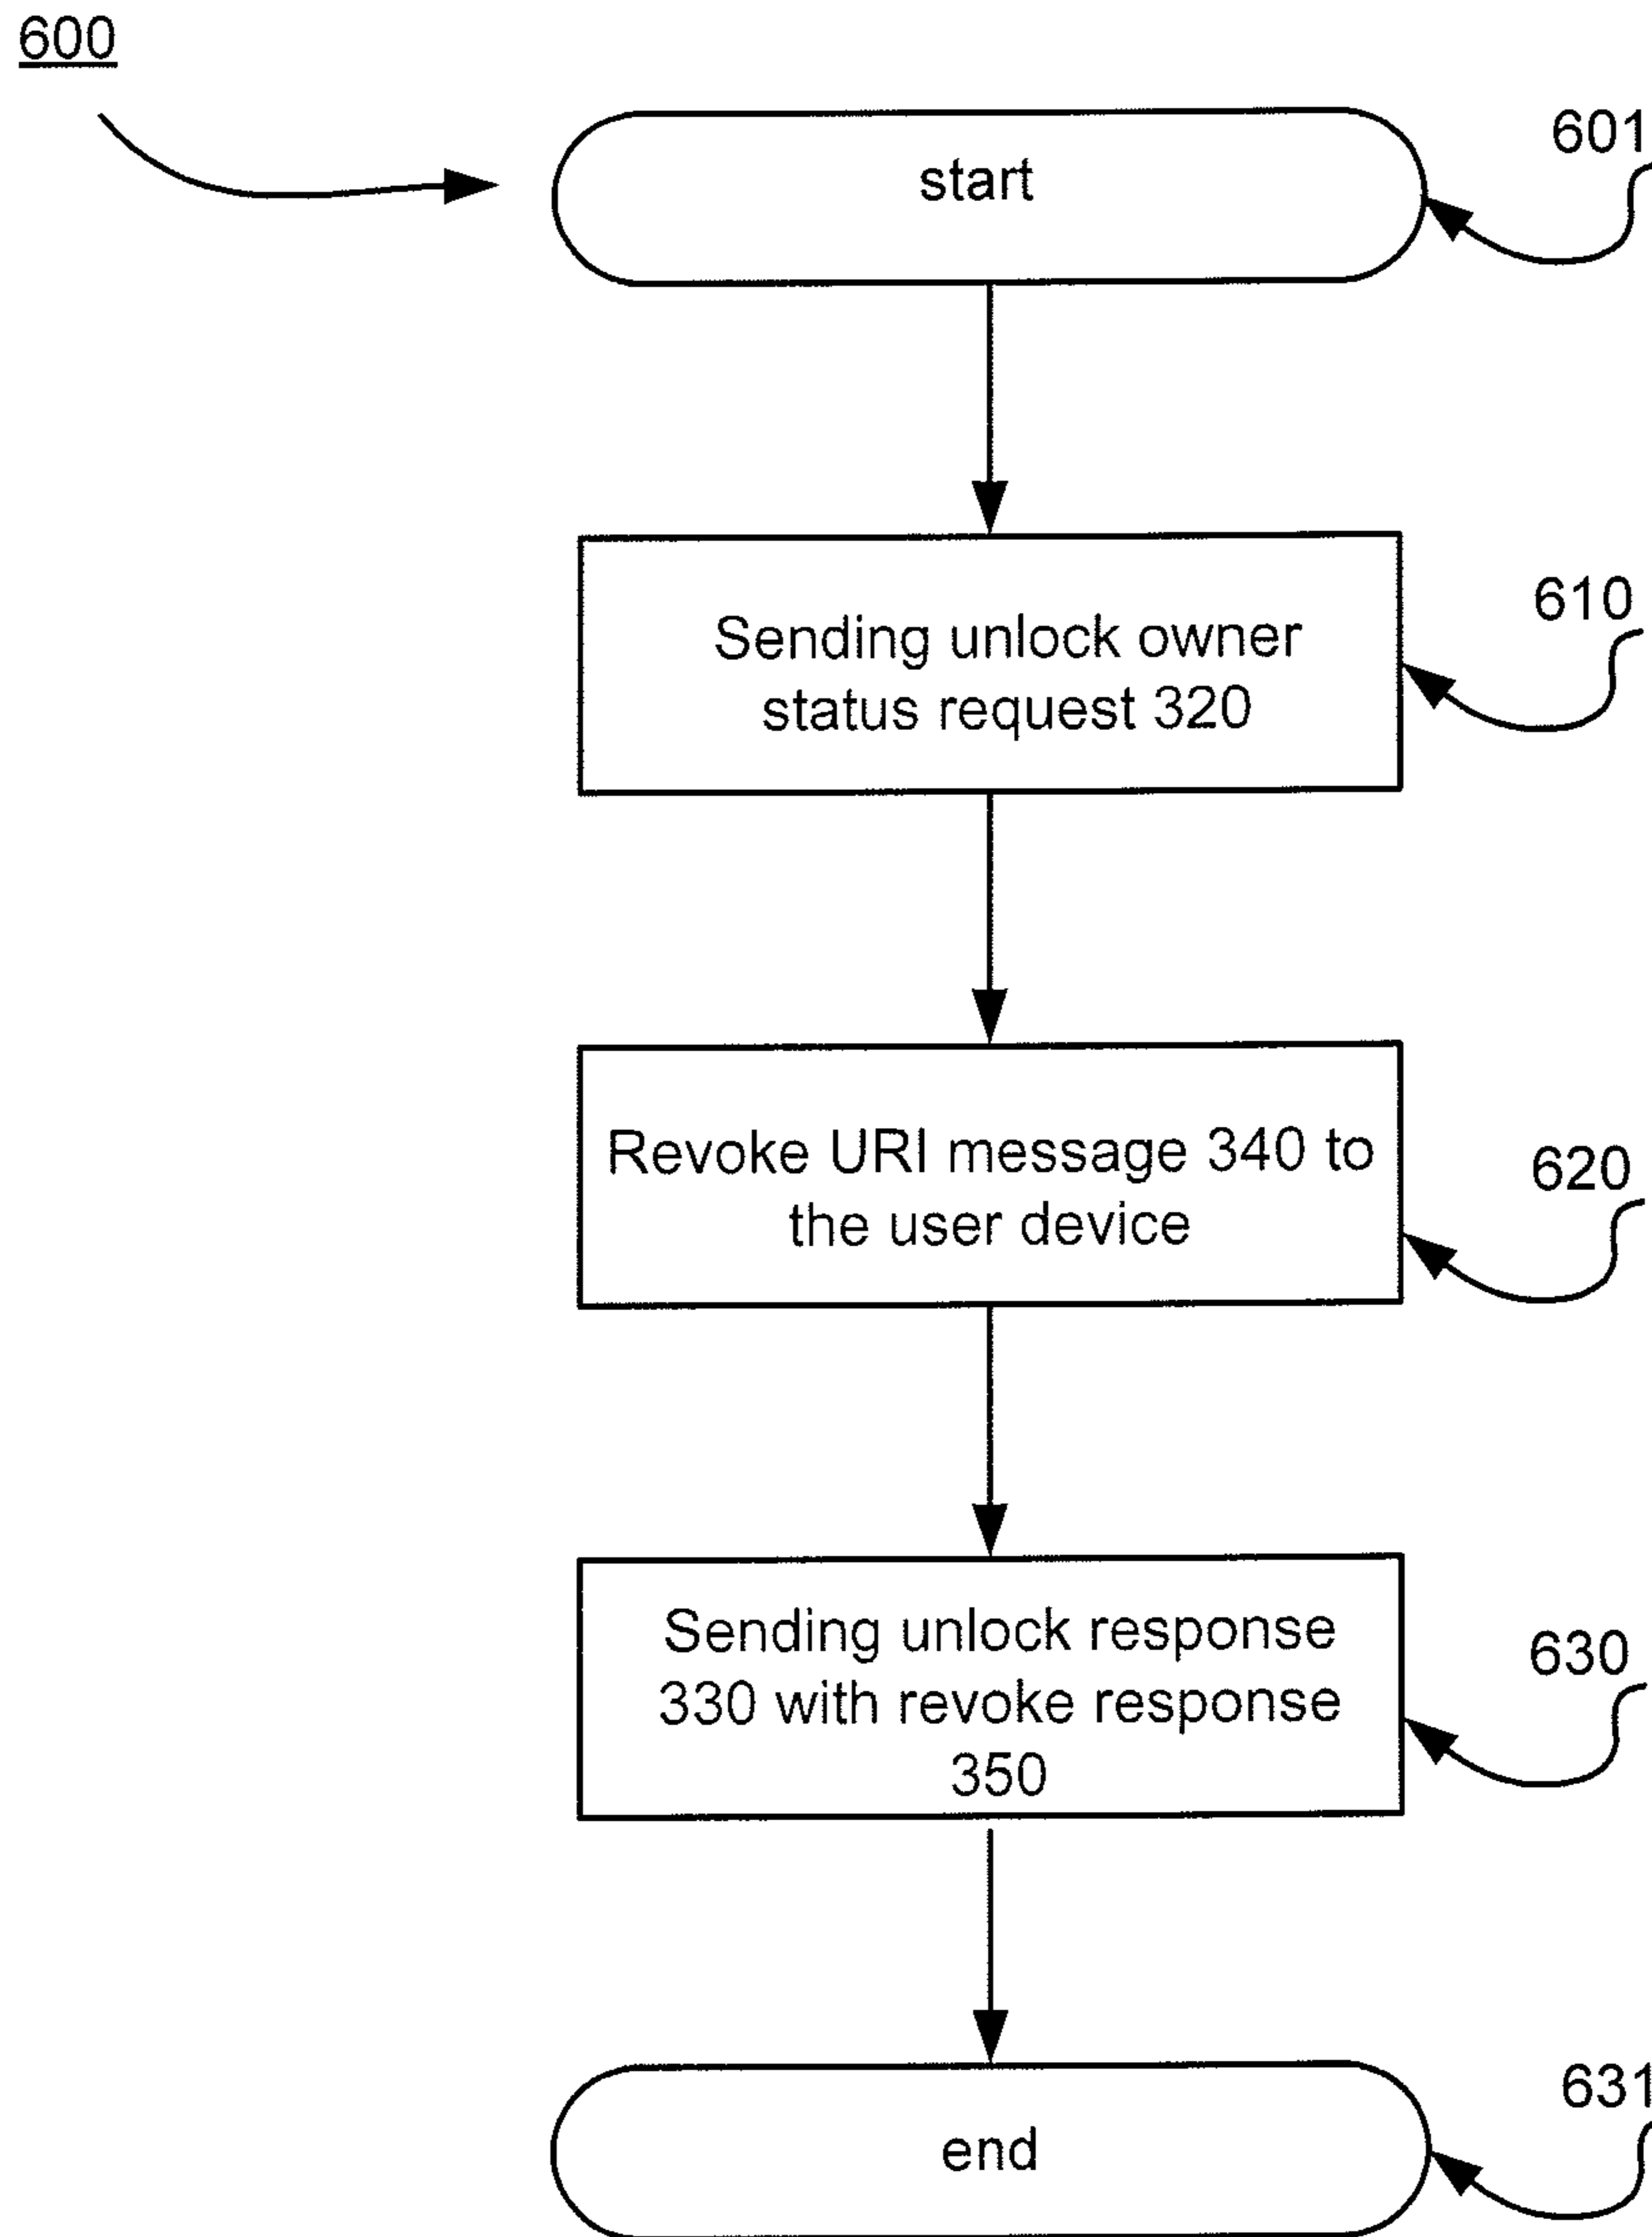 600
start
601
Sending unlock owner
status request 320
610
Revoke URI message 340 to
the user device
620
Sending unlock response
330 with revoke response
350
630
end
631